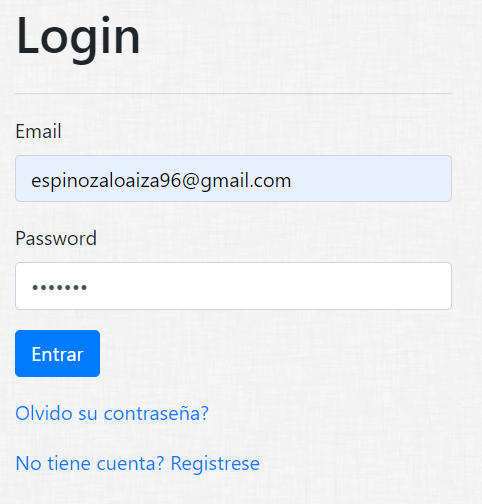 Login
Email
espinozaloaiza96@gmail.com
Password
•••••••
Entrar
Olvido su contraseña?
No tiene cuenta? Registrese